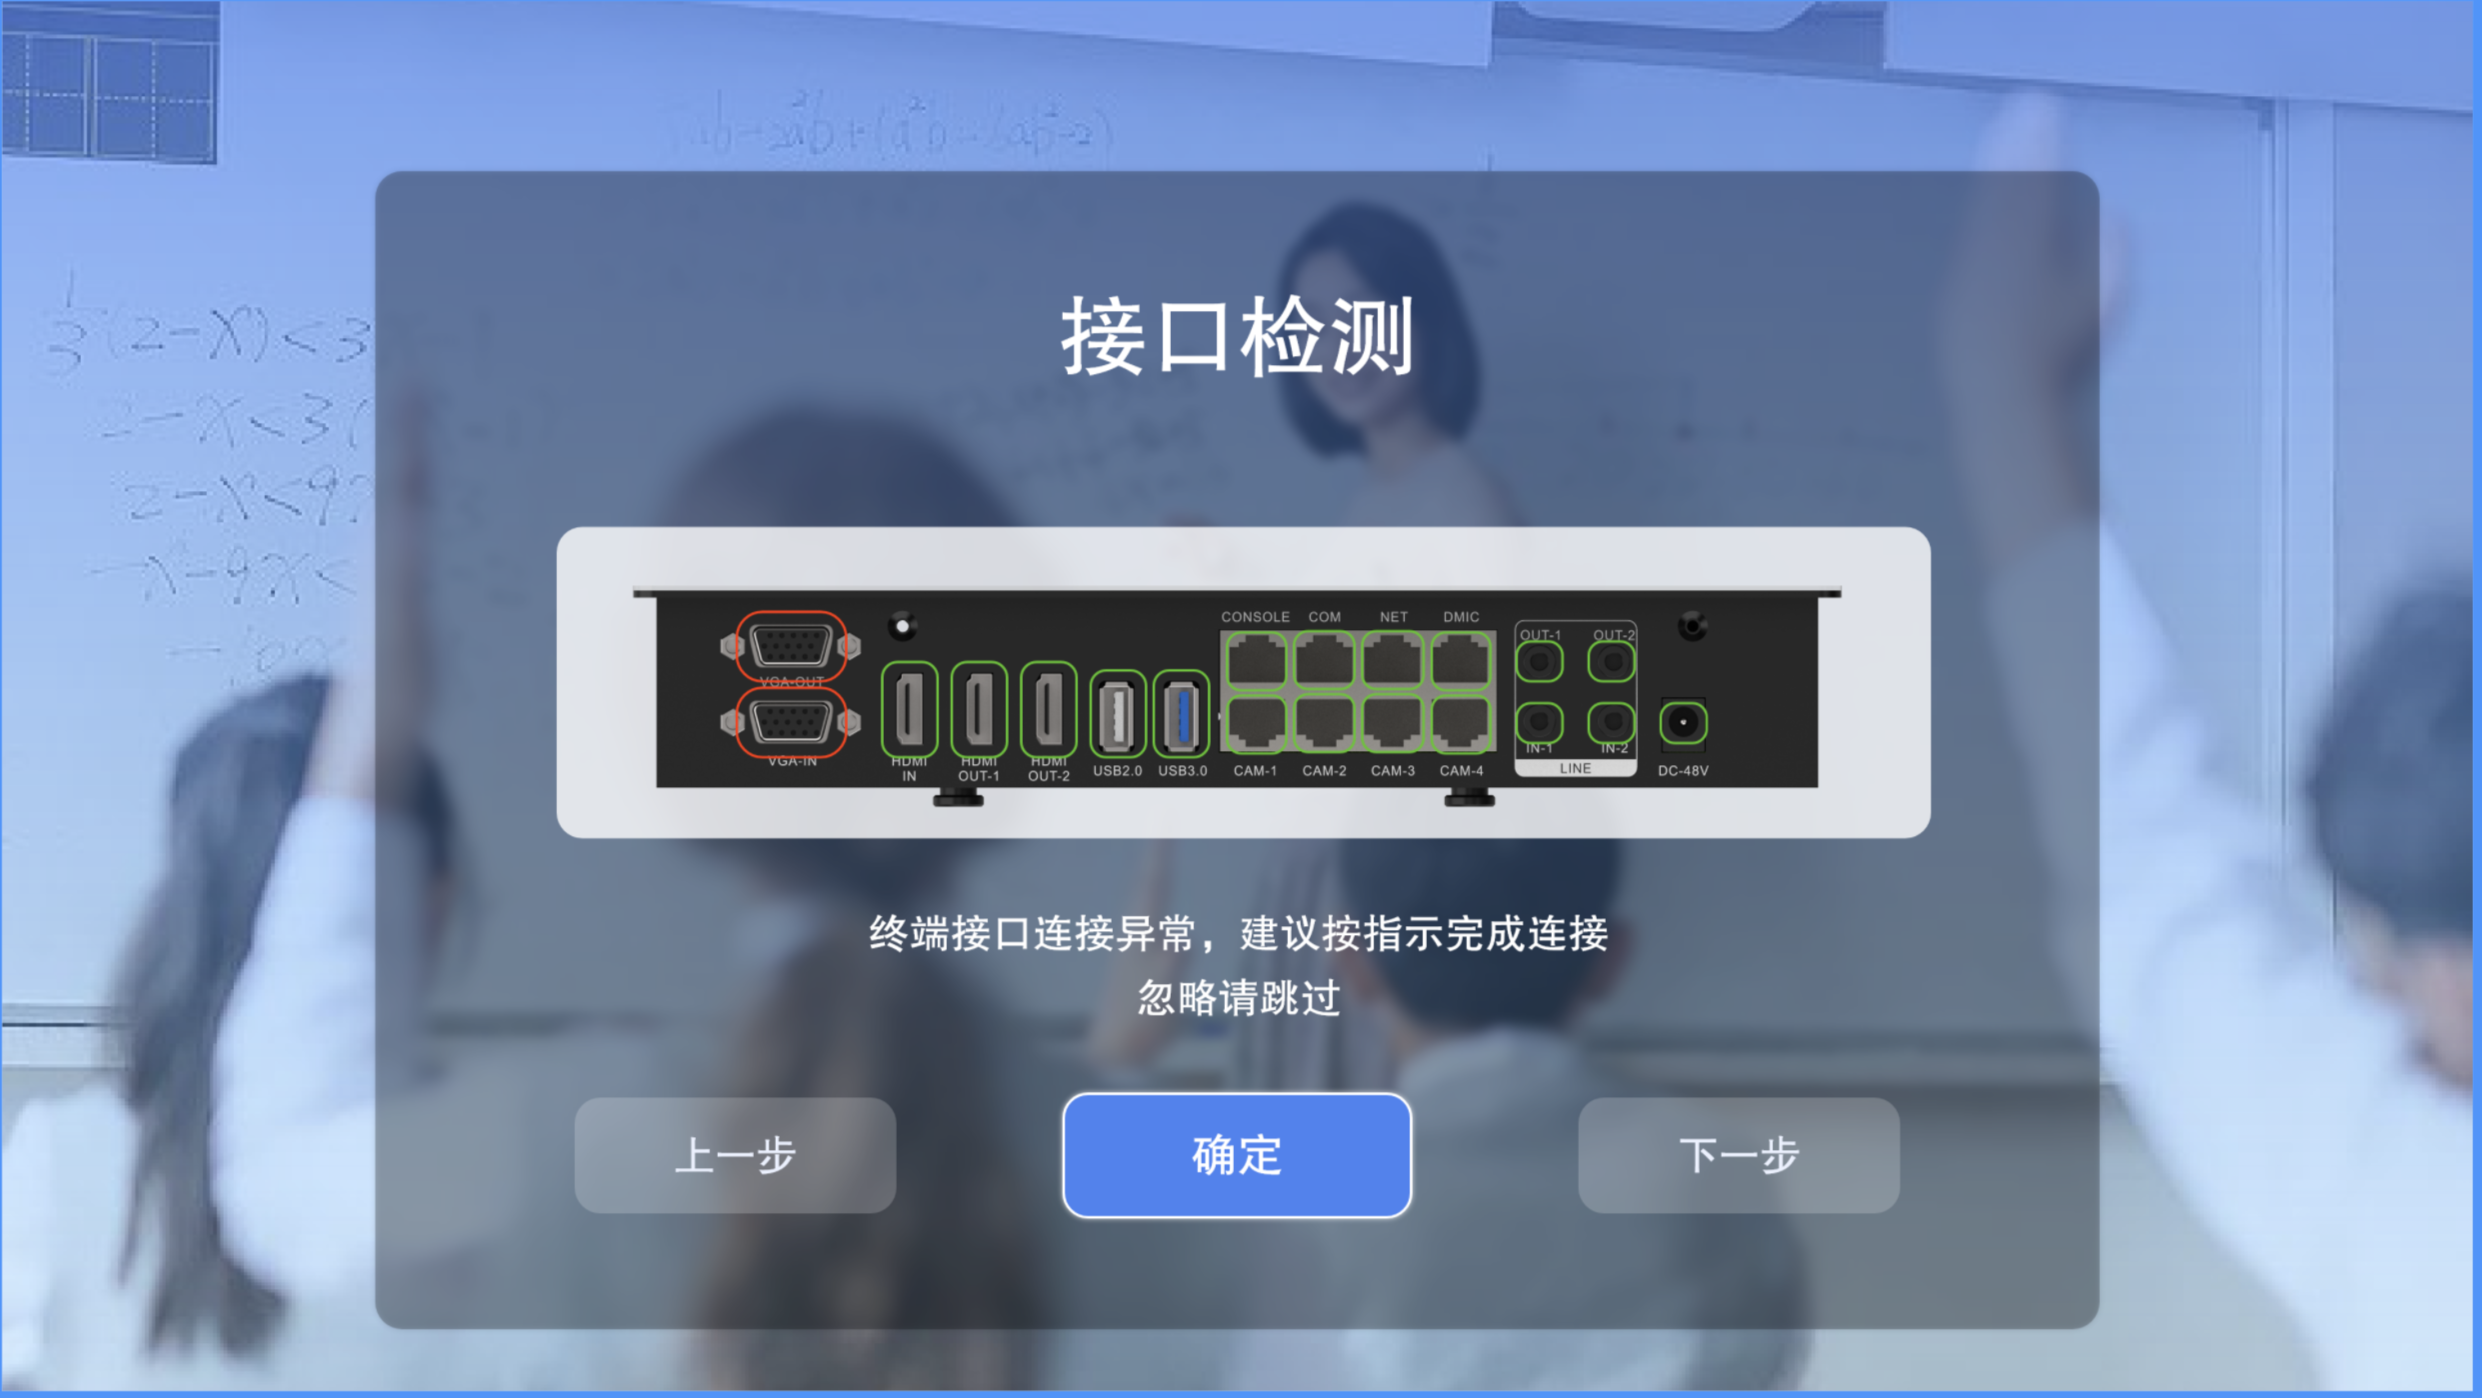 接口检测
CONSOLE COM NET DMIC
OUT-1 OUT-2
VGA-OUT
VGA-IN
HDMI IN
HDMI OUT-1
HDMI OUT-2
USB2.0 USB3.0
CAM-1 CAM-2 CAM-3 CAM-4
IN-1 IN-2
LINE
DC-48V
终端接口连接异常，建议按指示完成连接
忽略请跳过
上一步 确定 下一步
2-X<3(